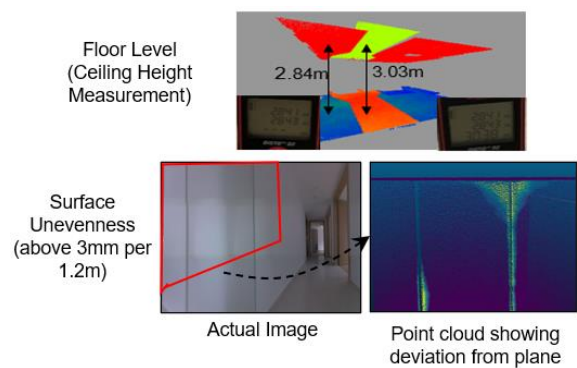 Floor Level
(Ceiling Height
Measurement)
2.84m
3.03m
Surface
Unevenness
(above 3mm per
1.2m)
Actual Image
Point cloud showing
deviation from plane